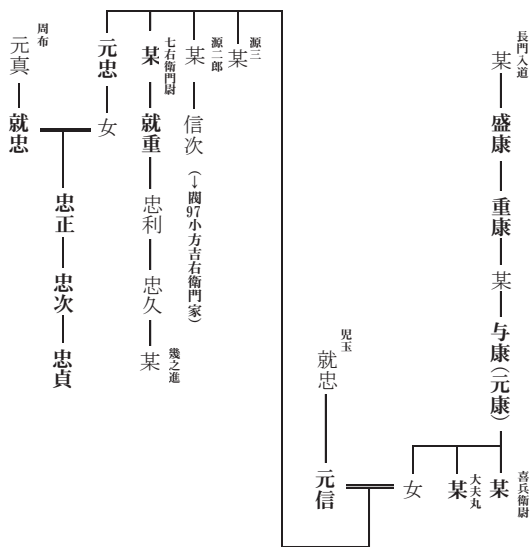 長門入道
某
盛康
重康
某
与康(元康)
喜兵衛尉
某
大夫丸
某
女
児玉
就忠
元信
源三
某
源二郎
某
信次
(→閥97小方吉右衛門家)
七右衛門尉
某
就重
忠利
忠久
幾之進
某
元忠
女
周布
元真
就忠
忠正
忠次
忠貞